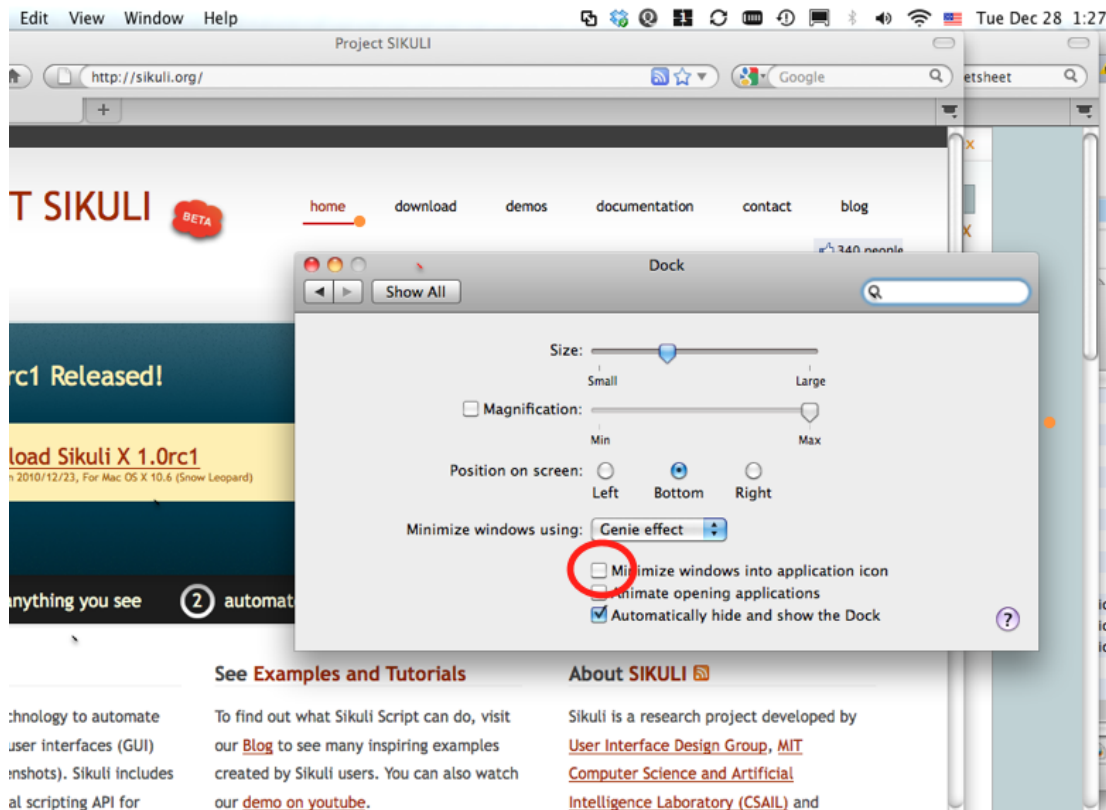 Edit View Window Help
Tue Dec 28 1:27
Project SIKULI
http://sikuli.org/
Google
etsheet
+
T SIKULI
BETA
home download demos documentation contact blog
340 people
Dock
Show All
rc1 Released!
Size:
Small Large
Magnification:
Min Max
load Sikuli X 1.0rc1
n 2010/12/23, For Mac OS X 10.6 (Snow Leopard)
Position on screen:
Left Bottom Right
Minimize windows using: Genie effect
Minimize windows into application icon
Animate opening applications
Automatically hide and show the Dock
?
anything you see 2 automat
See Examples and Tutorials
About SIKULI
chnology to automate
user interfaces (GUI)
enshots). Sikuli includes
al scripting API for
To find out what Sikuli Script can do, visit
our Blog to see many inspiring examples
created by Sikuli users. You can also watch
our demo on youtube.
Sikuli is a research project developed by
User Interface Design Group, MIT
Computer Science and Artificial
Intelligence Laboratory (CSAIL) and